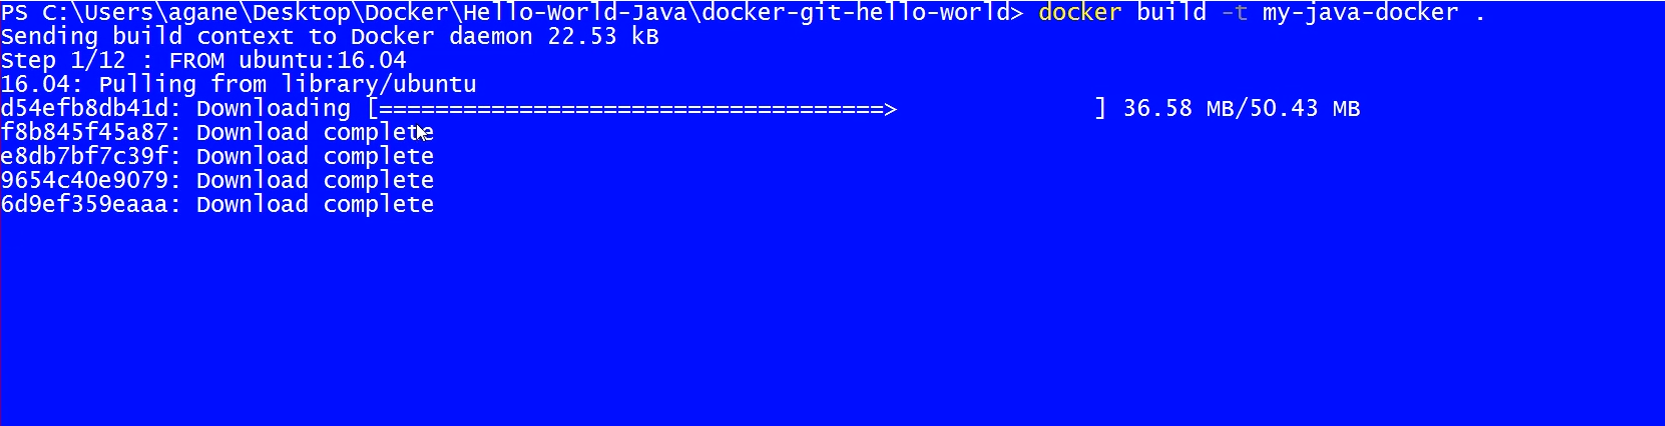 PS C:\Users\agane\Desktop\Docker\Hello-World-Java\docker-git-hello-world> docker build -t my-java-docker .
Sending build context to Docker daemon 22.53 kB
Step 1/12 : FROM ubuntu:16.04
16.04: Pulling from library/ubuntu
d54efb8db41d: Downloading [====================================>              ] 36.58 MB/50.43 MB
f8b845f45a87: Download complete
e8db7bf7c39f: Download complete
9654c40e9079: Download complete
6d9ef359eaaa: Download complete